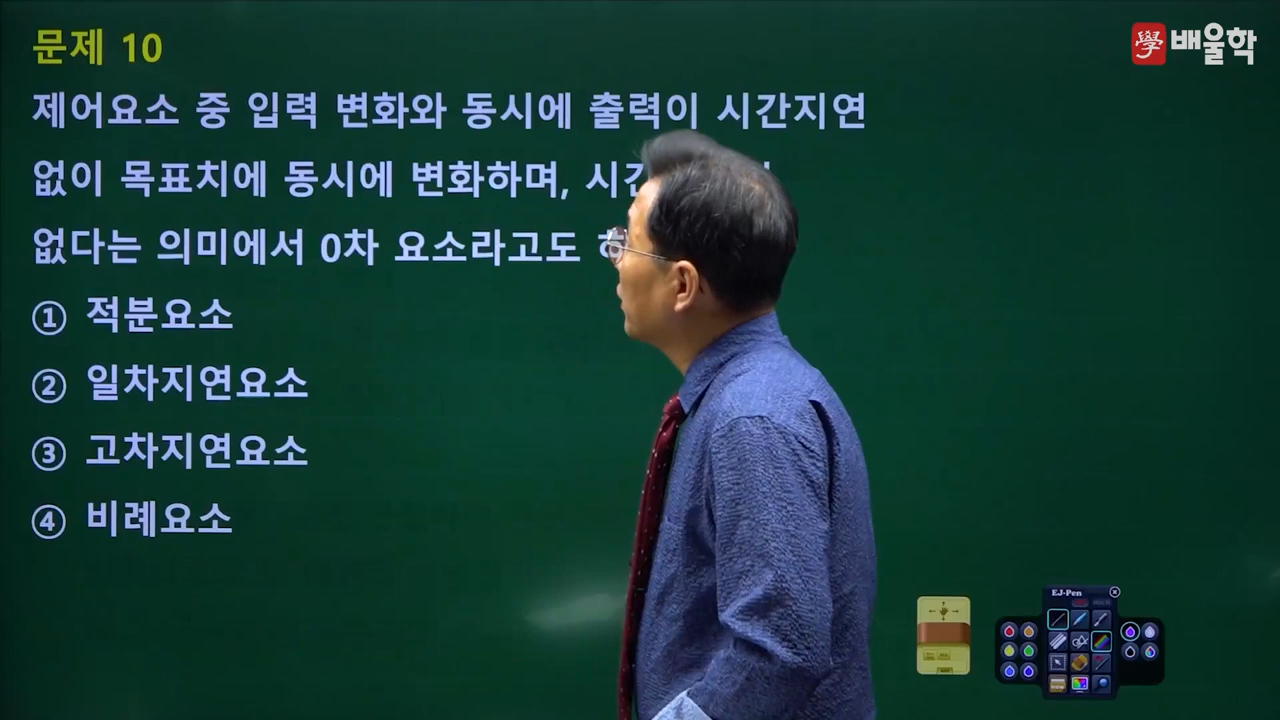 문제 10
學 배울학
제어요소 중 입력 변화와 동시에 출력이 시간지연
없이 목표치에 동시에 변화하며,
없다는 의미에서 0차 요소라고도
① 적분요소
② 일차지연요소
③ 고차지연요소
④ 비례요소
EJ-Pen